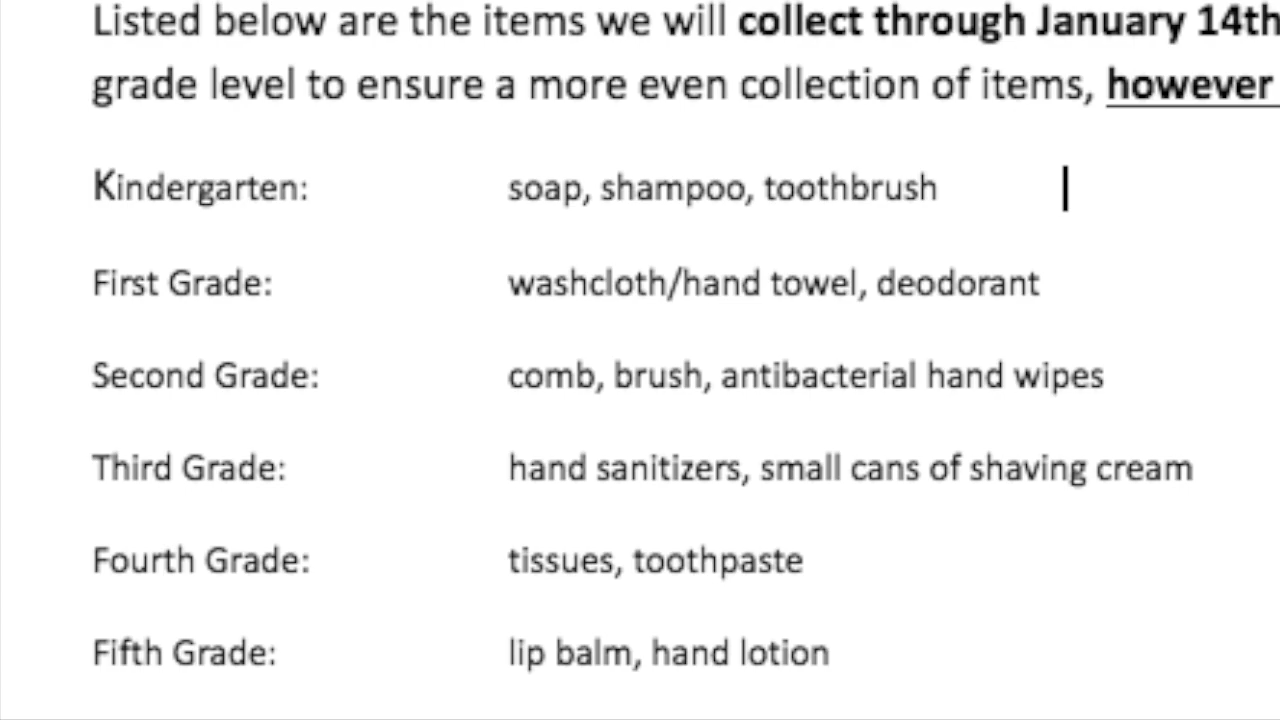 Listed below are the items we will collect through January 14th
grade level to ensure a more even collection of items, however
Kindergarten: soap, shampoo, toothbrush
First Grade: washcloth/hand towel, deodorant
Second Grade: comb, brush, antibacterial hand wipes
Third Grade: hand sanitizers, small cans of shaving cream
Fourth Grade: tissues, toothpaste
Fifth Grade: lip balm, hand lotion